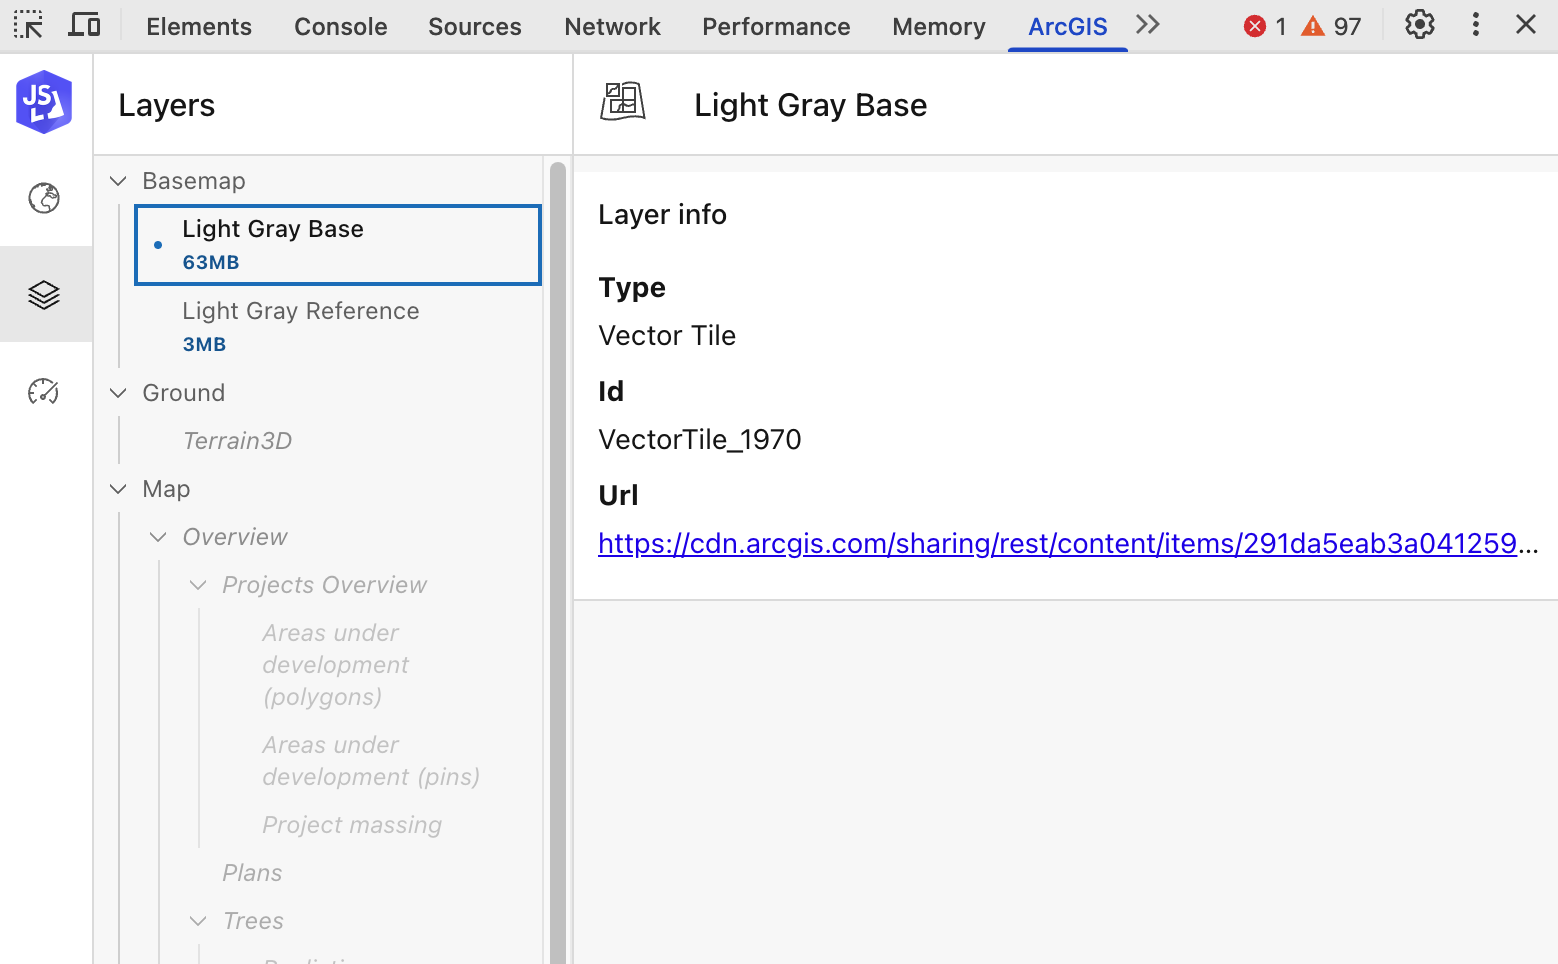 Elements Console Sources Network Performance Memory ArcGIS 1 97
JS
Layers
Light Gray Base
Basemap
Light Gray Base
63MB
Light Gray Reference
3MB
Ground
Terrain3D
Map
Overview
Projects Overview
Areas under
development
(polygons)
Areas under
development (pins)
Project massing
Plans
Trees
Layer info
Type
Vector Tile
Id
VectorTile_1970
Url
https://cdn.arcgis.com/sharing/rest/content/items/291da5eab3a041259...